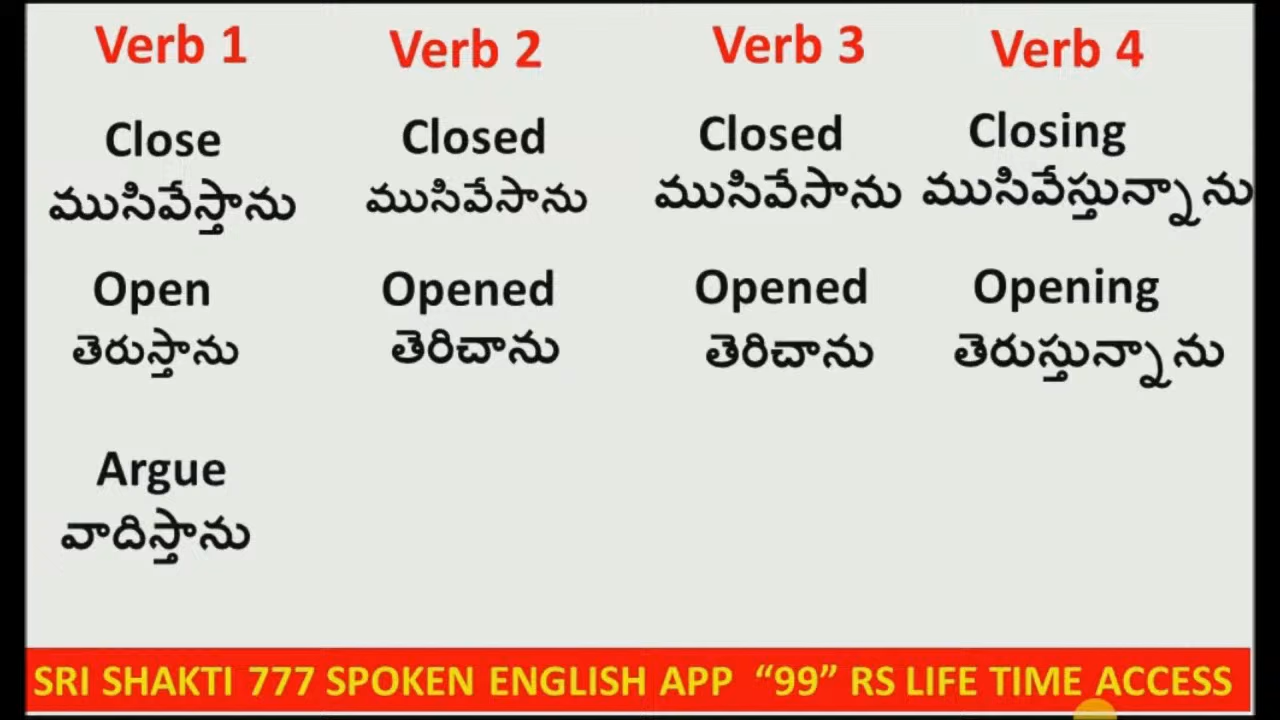 Verb 1 Verb 2 Verb 3 Verb 4
Close Closed Closed Closing
ముసివేస్తాను ముసివేసాను ముసివేసాను ముసివేస్తున్నాను
Open Opened Opened Opening
తెరుస్తాను తెరిచాను తెరిచాను తెరుస్తున్నాను
Argue
వాదిస్తాను
SRI SHAKTI 777 SPOKEN ENGLISH APP “99” RS LIFE TIME ACCESS